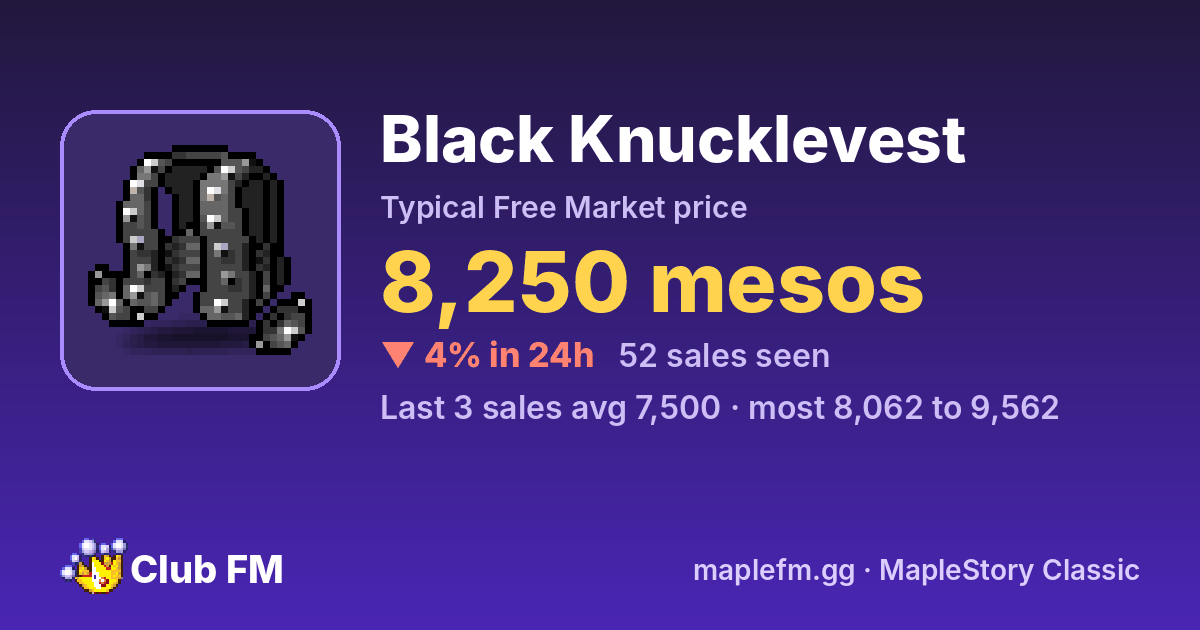 Black Knucklevest
Typical Free Market price
8,250 mesos
▼ 4% in 24h 52 sales seen
Last 3 sales avg 7,500 · most 8,062 to 9,562
Club FM
maplefm.gg · MapleStory Classic